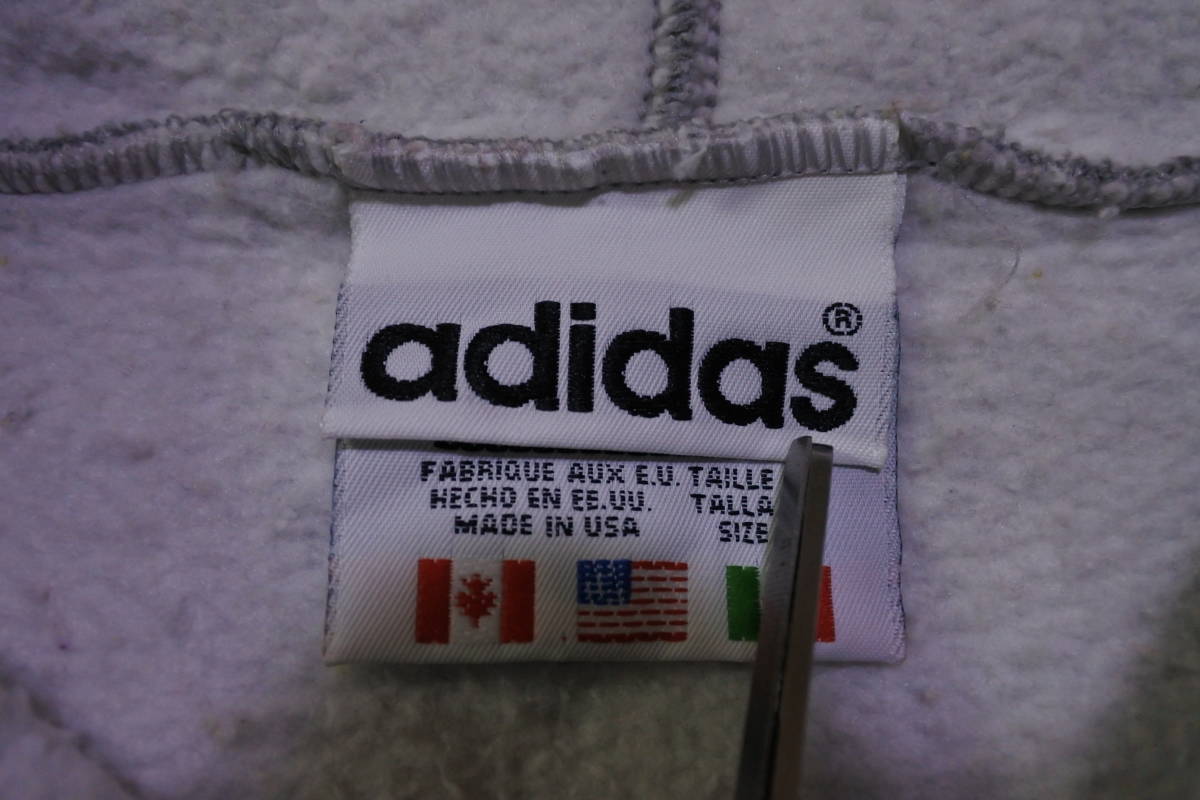 adidas®
FABRIQUE AUX E.U. TAILLE
HECHO EN EE.UU. TALLA
MADE IN USA SIZE